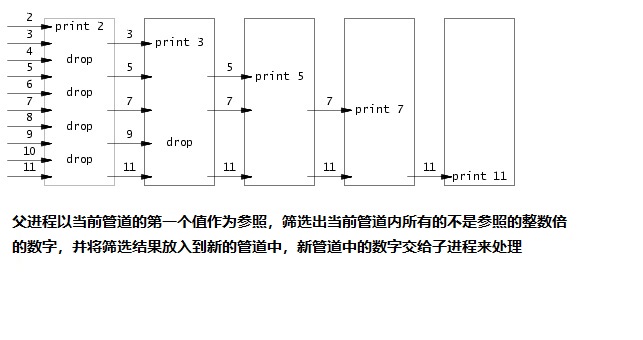 2 print 2
3 3 print 3
4 drop
5 5 5 print 5
6 drop
7 7 7 7 print 7
8 drop
9 9 drop
10 drop
11 11 11 11 11 print 11
父进程以当前管道的第一个值作为参照，筛选出当前管道内所有的不是参照的整数倍
的数字，并将筛选结果放入到新的管道中，新管道中的数字交给子进程来处理